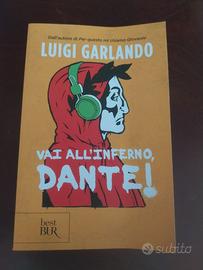 Dall'autore di Per questo mi chiamo Giovanni
LUIGI GARLANDO
VAI ALL'INFERNO,
DANTE!
best
BUR
subito